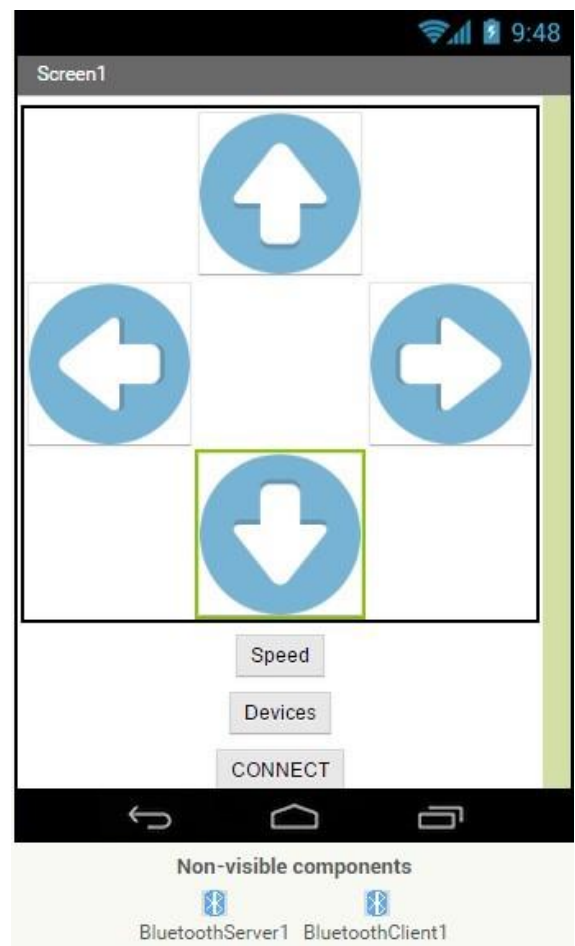 9:48
Screen1
Speed
Devices
CONNECT
Non-visible components
BluetoothServer1 BluetoothClient1